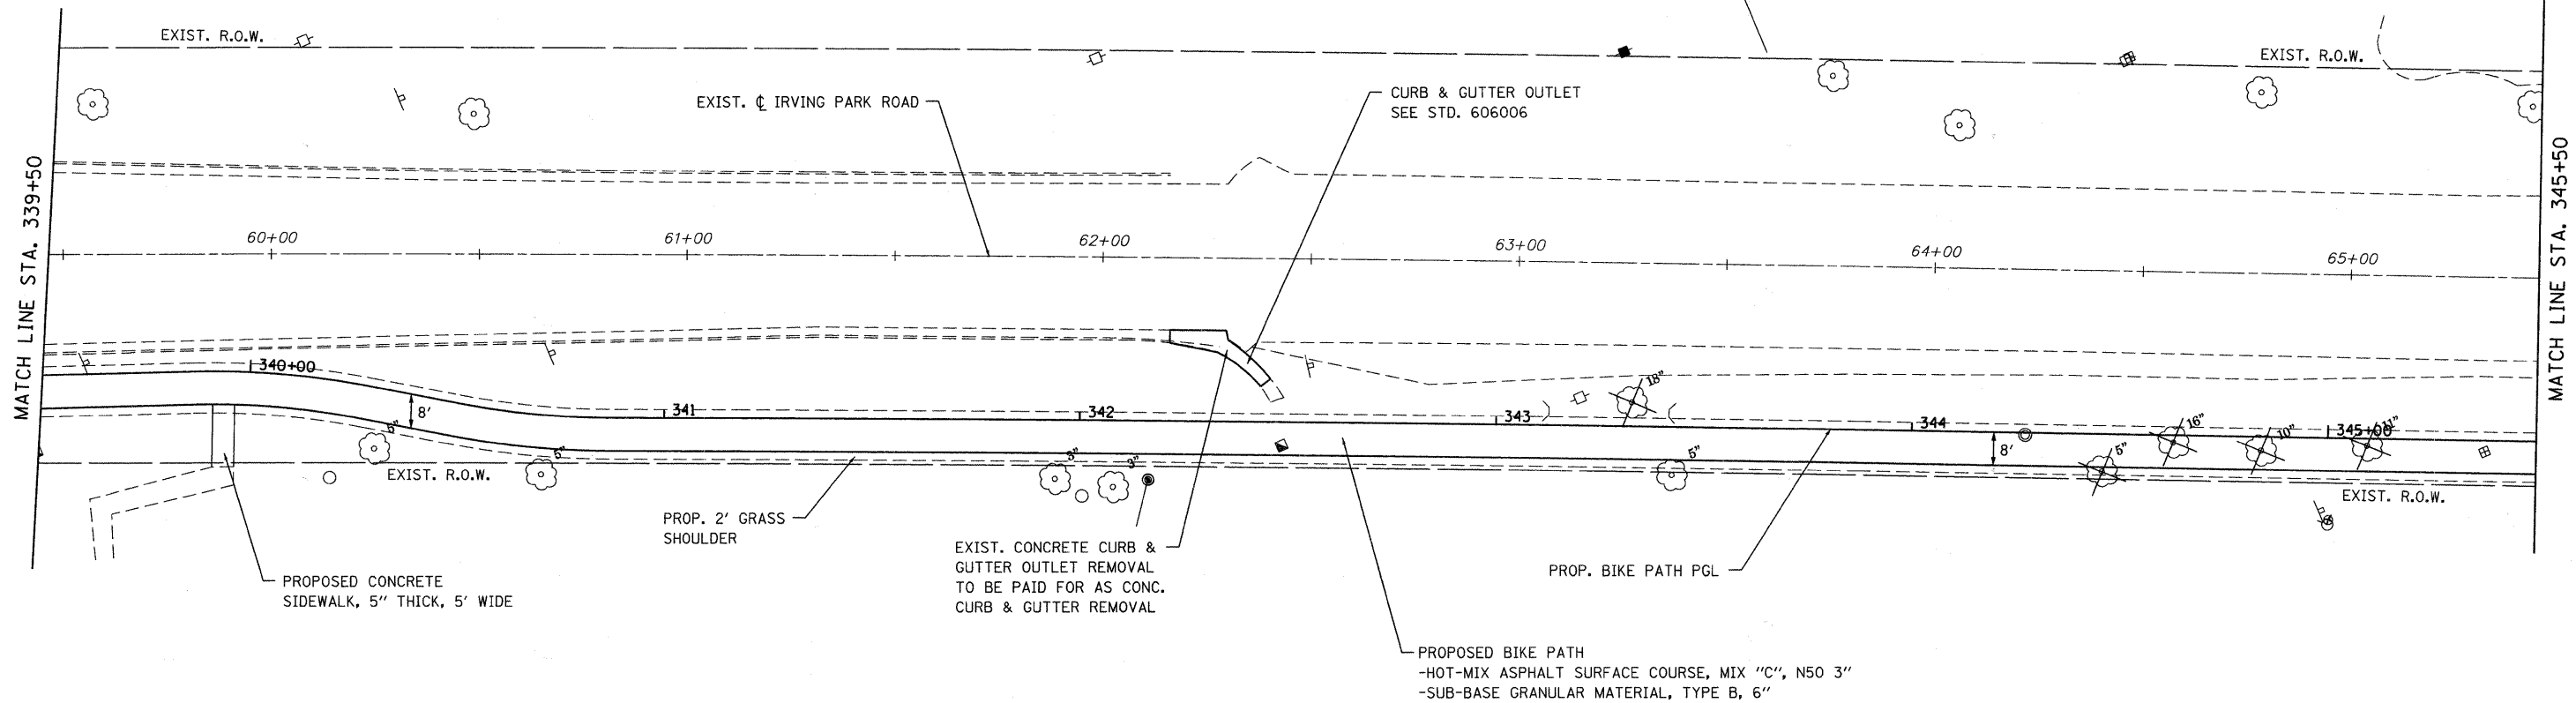 EXIST. R.O.W.
EXIST. R.O.W.
EXIST. ℄ IRVING PARK ROAD
CURB & GUTTER OUTLET
SEE STD. 606006
MATCH LINE STA. 339+50
MATCH LINE STA. 345+50
60+00
61+00
62+00
63+00
64+00
65+00
340+00
341
342
343
344
345+00
18"
16"
10"
11"
5"
8'
8'
5"
5"
3"
3"
5"
EXIST. R.O.W.
EXIST. R.O.W.
PROP. 2' GRASS
SHOULDER
EXIST. CONCRETE CURB &
GUTTER OUTLET REMOVAL
TO BE PAID FOR AS CONC.
CURB & GUTTER REMOVAL
PROP. BIKE PATH PGL
PROPOSED CONCRETE
SIDEWALK, 5" THICK, 5' WIDE
PROPOSED BIKE PATH
-HOT-MIX ASPHALT SURFACE COURSE, MIX "C", N50 3"
-SUB-BASE GRANULAR MATERIAL, TYPE B, 6"